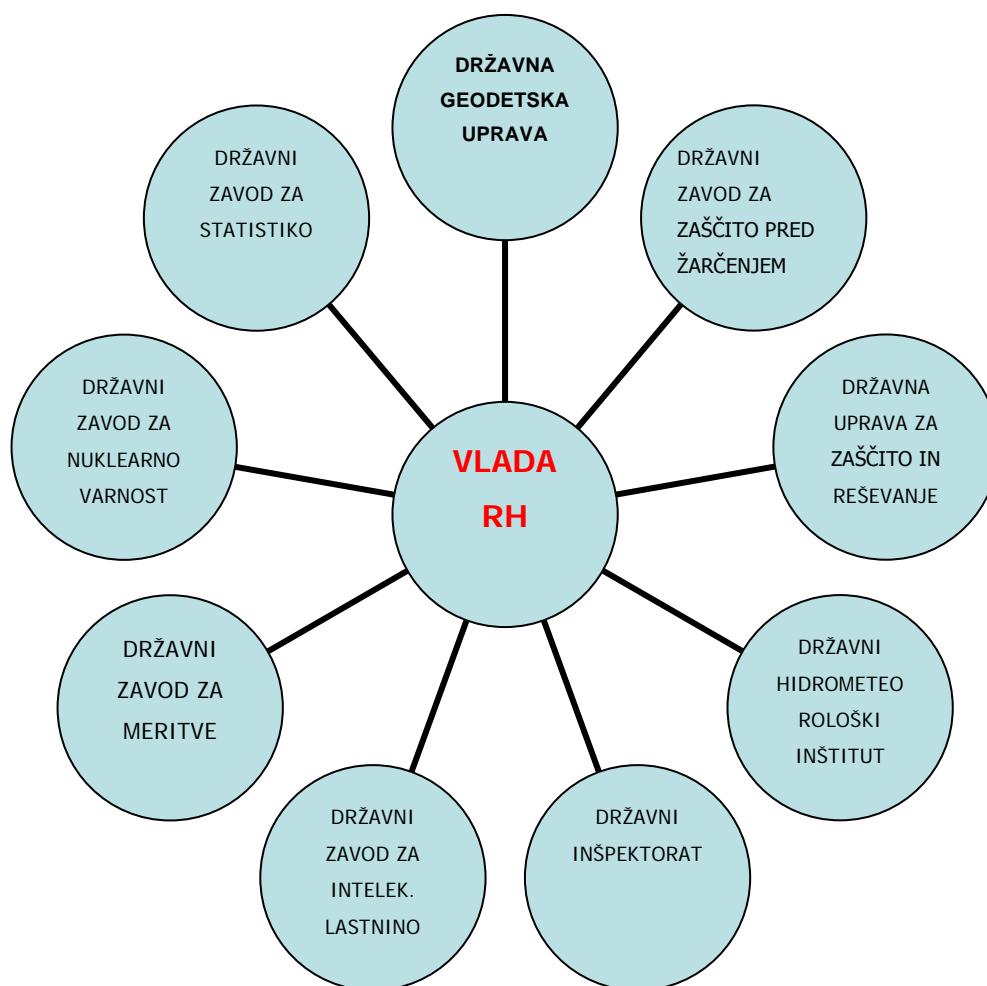 DRŽAVNA
GEODETSKA
UPRAVA
DRŽAVNI
ZAVOD ZA
ZAŠČITO PRED
ŽARČENJEM
DRŽAVNA
UPRAVA ZA
ZAŠČITO IN
REŠEVANJE
DRŽAVNI
HIDROMETEO
ROLOŠKI
INŠTITUT
DRŽAVNI
INŠPEKTORAT
DRŽAVNI
ZAVOD ZA
INTELEK.
LASTNINO
DRŽAVNI
ZAVOD ZA
MERITVE
DRŽAVNI
ZAVOD ZA
NUKLEARNO
VARNOST
DRŽAVNI
ZAVOD ZA
STATISTIKO
VLADA
RH